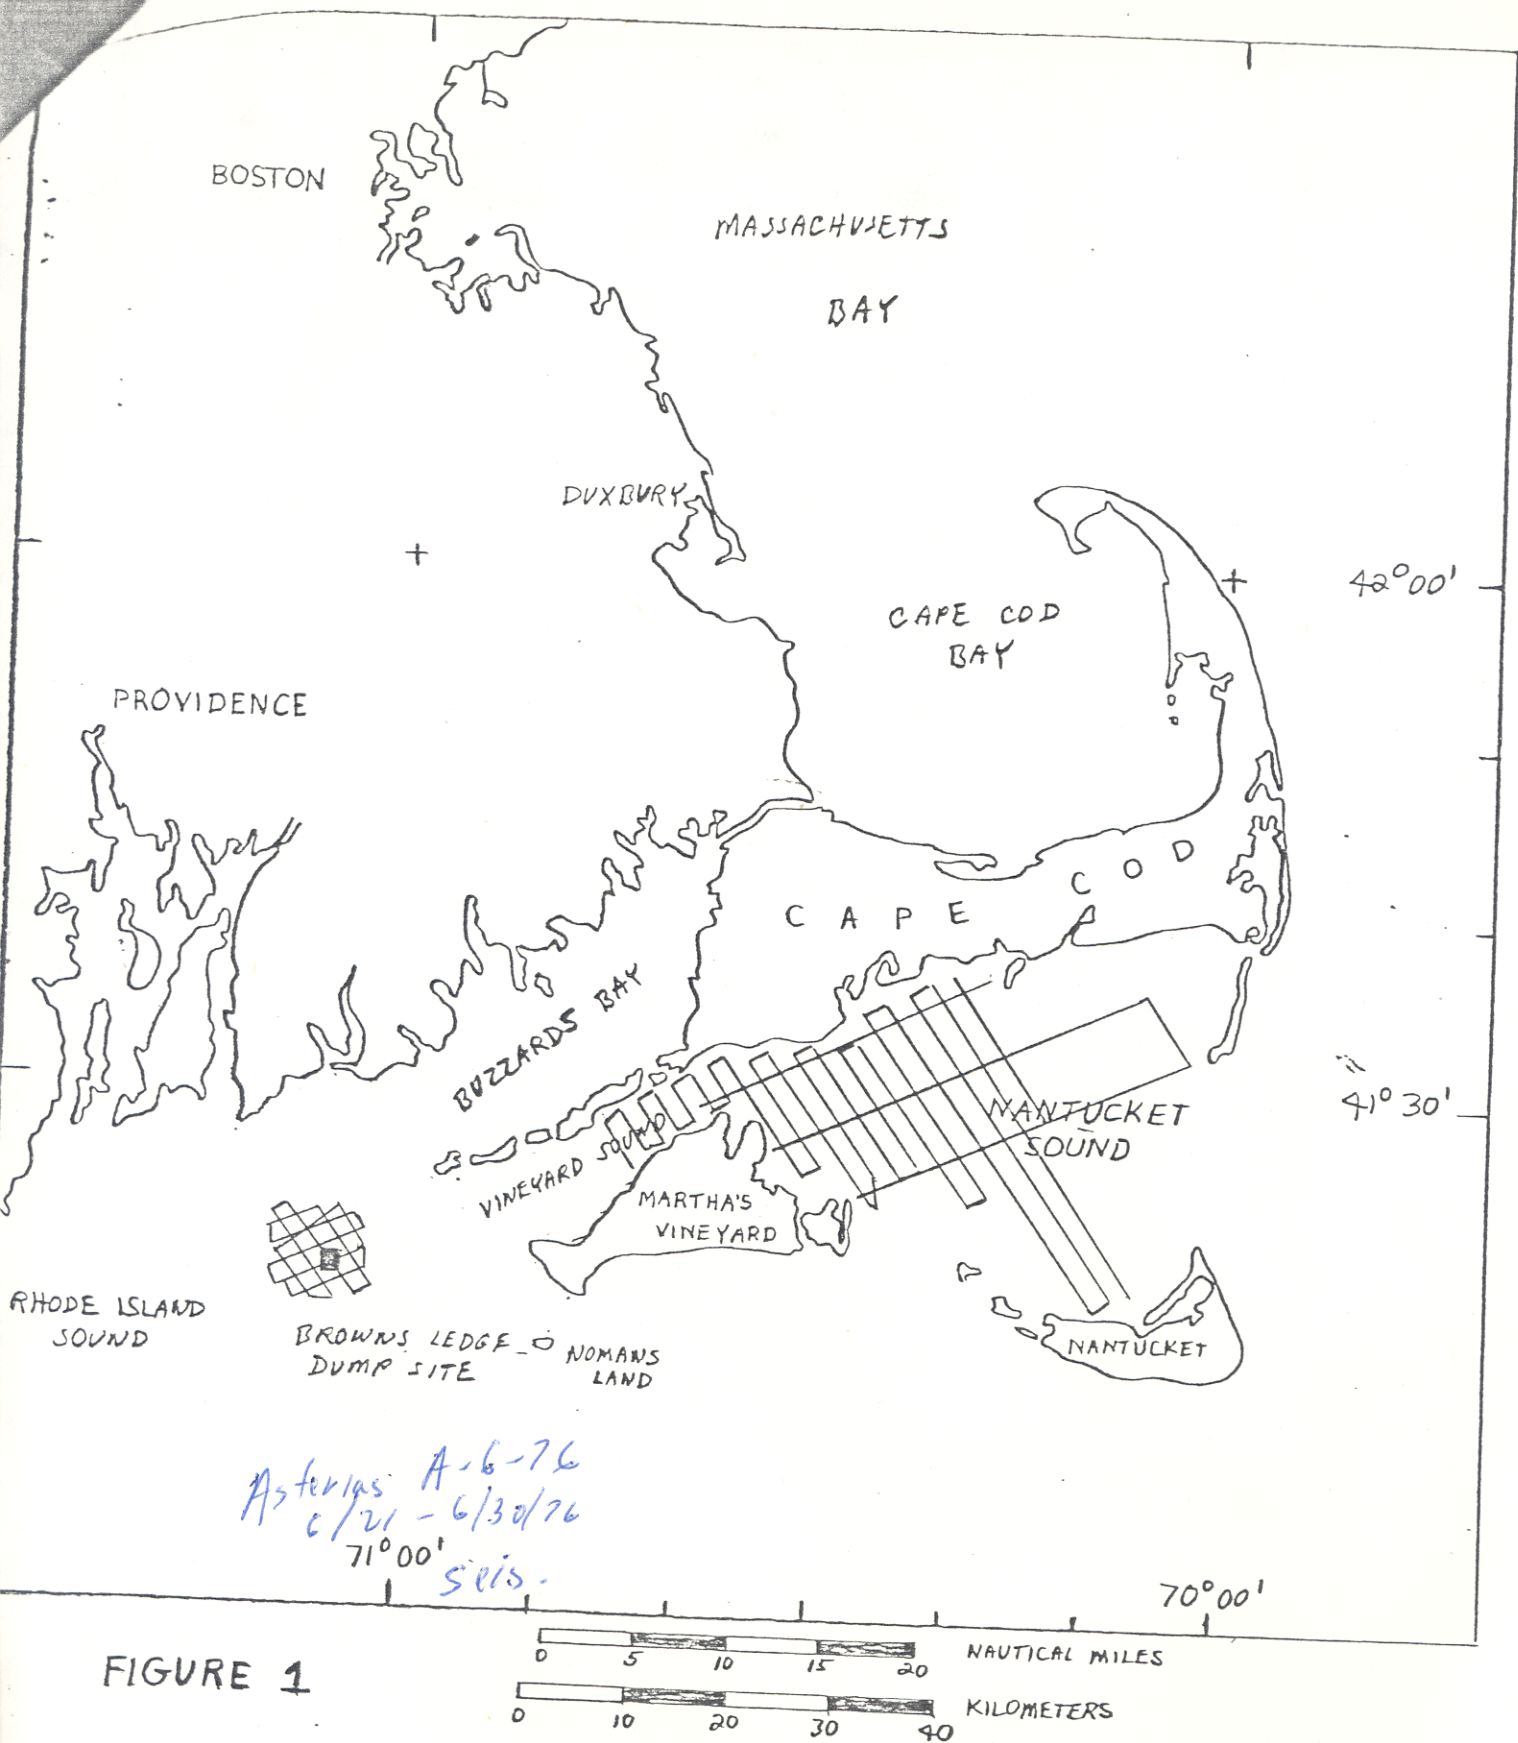 BOSTON
MASSACHUSETTS
BAY
DUXBURY
42°00'
CAPE COD
BAY
PROVIDENCE
CAPE COD
BUZZARDS BAY
41°30'
NANTUCKET
SOUND
VINEYARD SOUND
MARTHA'S
VINEYARD
RHODE ISLAND
SOUND
BROWNS LEDGE
DUMP SITE
NOMANS
LAND
NANTUCKET
Asterias A-6-76
6/21 - 6/30/76
71°00'
seis.
70°00'
0 5 10 15 20 NAUTICAL MILES
FIGURE 1
0 10 20 30 40 KILOMETERS